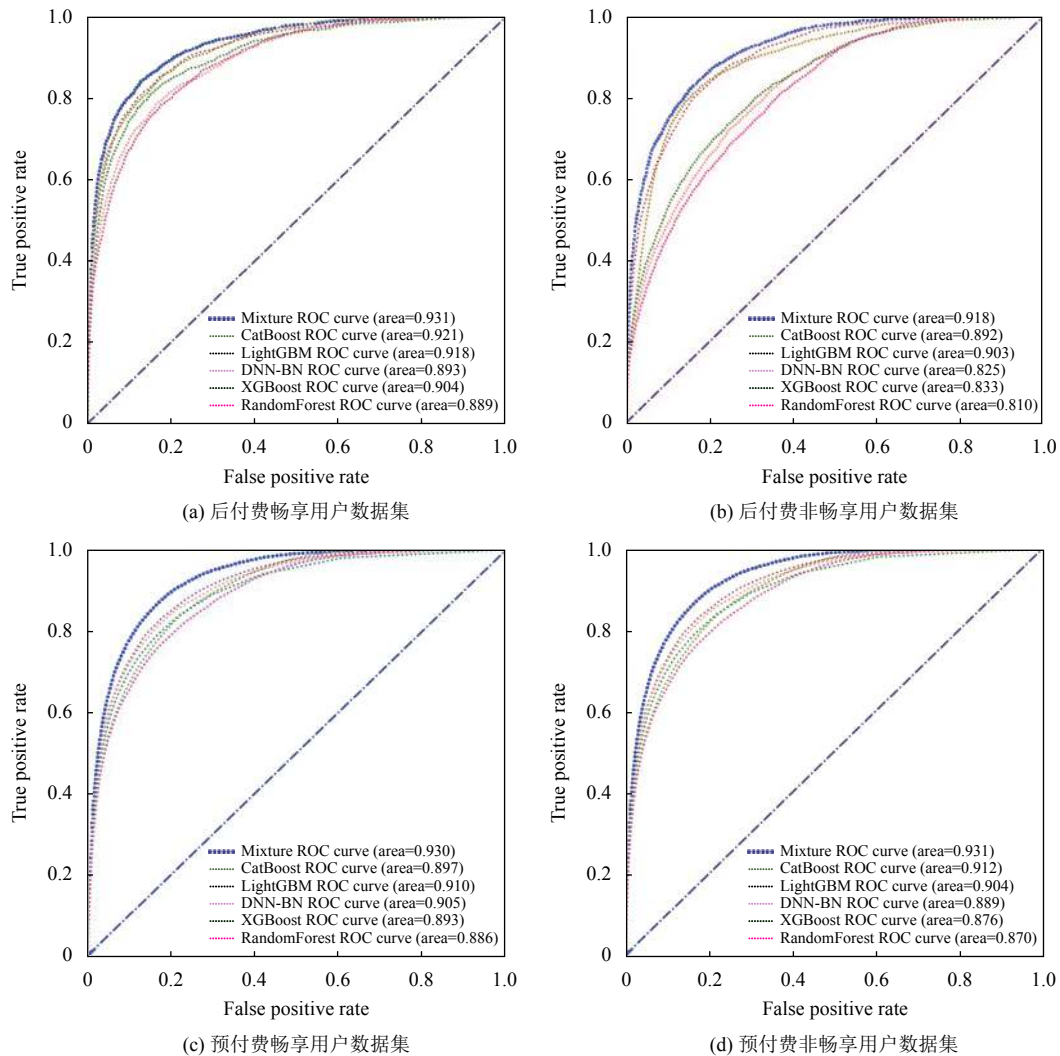 1.0
0.8
0.6
0.4
0.2
0
True positive rate
Mixture ROC curve (area=0.931)
CatBoost ROC curve (area=0.921)
LightGBM ROC curve (area=0.918)
DNN-BN ROC curve (area=0.893)
XGBoost ROC curve (area=0.904)
RandomForest ROC curve (area=0.889)
0 0.2 0.4 0.6 0.8 1.0
False positive rate
(a) 后付费畅享用户数据集
1.0
0.8
0.6
0.4
0.2
0
True positive rate
Mixture ROC curve (area=0.918)
CatBoost ROC curve (area=0.892)
LightGBM ROC curve (area=0.903)
DNN-BN ROC curve (area=0.825)
XGBoost ROC curve (area=0.833)
RandomForest ROC curve (area=0.810)
0 0.2 0.4 0.6 0.8 1.0
False positive rate
(b) 后付费非畅享用户数据集
1.0
0.8
0.6
0.4
0.2
0
True positive rate
Mixture ROC curve (area=0.930)
CatBoost ROC curve (area=0.897)
LightGBM ROC curve (area=0.910)
DNN-BN ROC curve (area=0.905)
XGBoost ROC curve (area=0.893)
RandomForest ROC curve (area=0.886)
0 0.2 0.4 0.6 0.8 1.0
False positive rate
(c) 预付费畅享用户数据集
1.0
0.8
0.6
0.4
0.2
0
True positive rate
Mixture ROC curve (area=0.931)
CatBoost ROC curve (area=0.912)
LightGBM ROC curve (area=0.904)
DNN-BN ROC curve (area=0.889)
XGBoost ROC curve (area=0.876)
RandomForest ROC curve (area=0.870)
0 0.2 0.4 0.6 0.8 1.0
False positive rate
(d) 预付费非畅享用户数据集